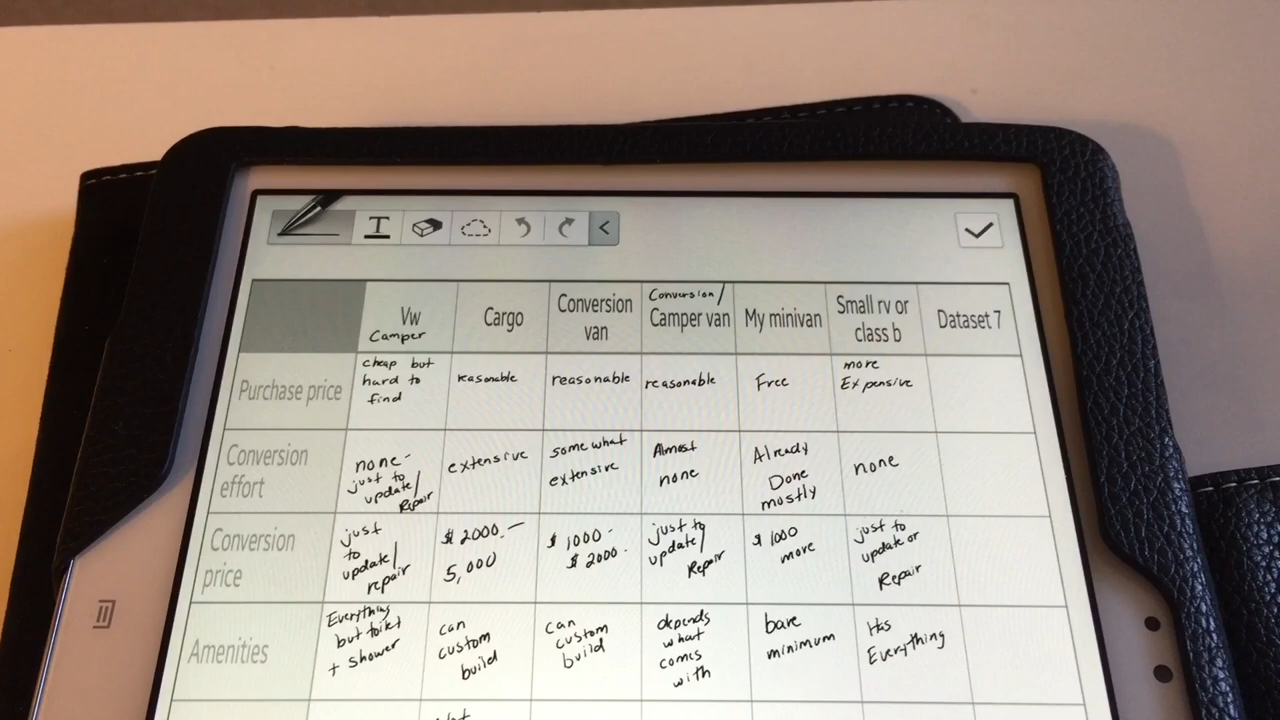 T
Vw
Camper
Cargo
Conversion
van
Conversion/
Camper van
My minivan
Small rv or
class b
Dataset 7
Purchase price
cheap but
hard to
find
reasonable
reasonable
reasonable
Free
more
Expensive
Conversion
effort
none-
just to
update/
Repair
extensive
somewhat
extensive
Almost
none
Already
Done
mostly
none
Conversion
price
just
to
update/
repair
$2000.-
5,000
$1000-
$2000.
just to
update/
Repair
$1000
more
just to
update or
Repair
Amenities
Everything
but toilet
+ shower
can
custom
build
can
custom
build
depends
what
comes
with
bare
minimum
Has
Everything